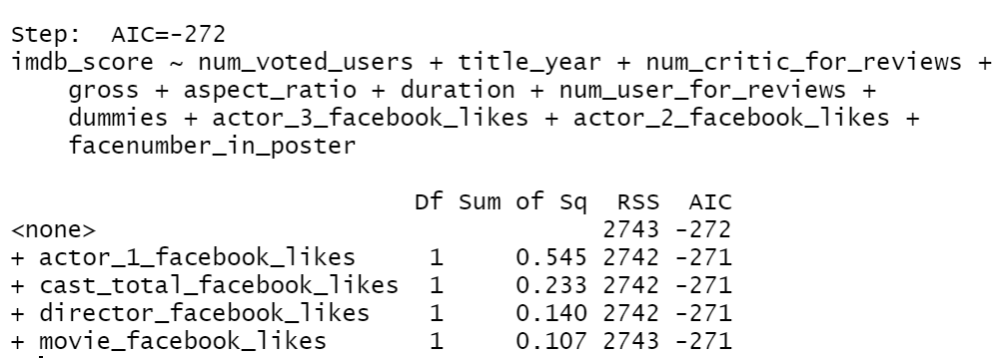 Step:  AIC=-272
imdb_score ~ num_voted_users + title_year + num_critic_for_reviews +
    gross + aspect_ratio + duration + num_user_for_reviews +
    dummies + actor_3_facebook_likes + actor_2_facebook_likes +
    facenumber_in_poster

                            Df Sum of Sq  RSS  AIC
<none>                                   2743 -272
+ actor_1_facebook_likes     1     0.545 2742 -271
+ cast_total_facebook_likes  1     0.233 2742 -271
+ director_facebook_likes    1     0.140 2742 -271
+ movie_facebook_likes       1     0.107 2743 -271